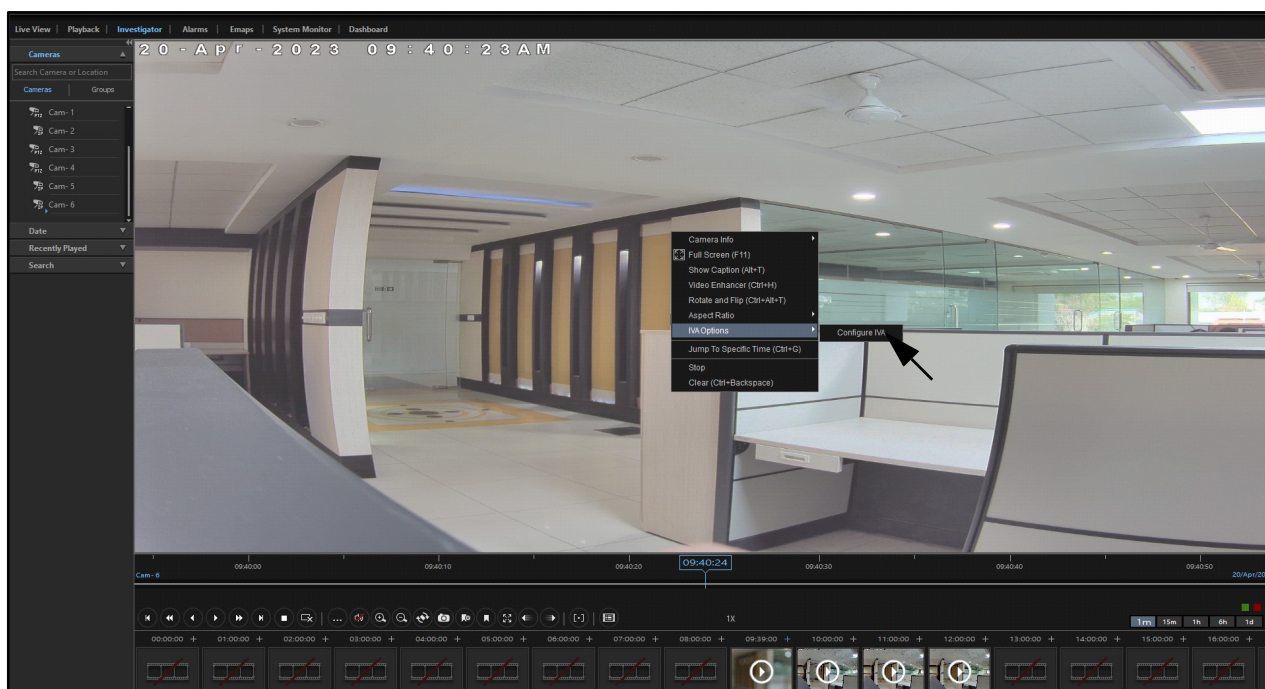 Live View | Playback | Investigator | Alarms | Emaps | System Monitor | Dashboard
Cameras
20-Apr-2023 09:40:23AM
Search Camera or Location
Cameras | Groups
Cam- 1
Cam- 2
Cam- 3
Cam- 4
Cam- 5
Cam- 6
Date
Recently Played
Search
Camera Info
Full Screen (F11)
Show Caption (Alt+T)
Video Enhancer (Ctrl+H)
Rotate and Flip (Ctrl+Alt+T)
Aspect Ratio
IVA Options
Configure IVA
Jump To Specific Time (Ctrl+G)
Stop
Clear (Ctrl+Backspace)
09:40:00 09:40:10 09:40:20 09:40:24 09:40:30 09:40:40 09:40:50
Cam- 6 20/Apr/20
1X
1m 15m 1h 6h 1d
00:00:00 + 01:00:00 + 02:00:00 + 03:00:00 + 04:00:00 + 05:00:00 + 06:00:00 + 07:00:00 + 08:00:00 + 09:39:00 + 10:00:00 + 11:00:00 + 12:00:00 + 13:00:00 + 14:00:00 + 15:00:00 + 16:00:00 +